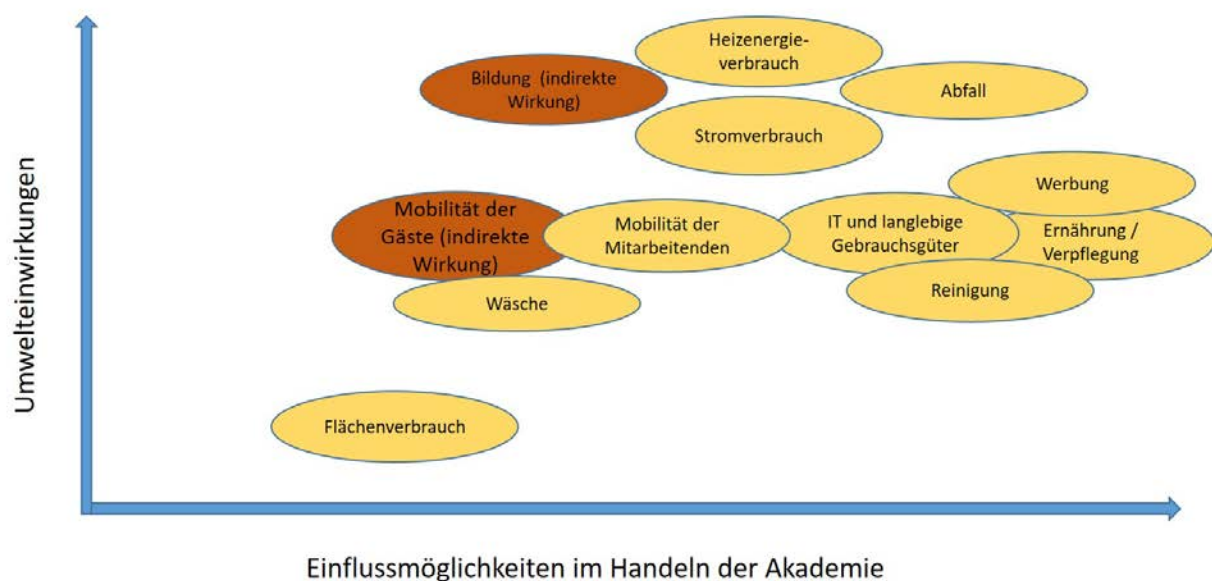 Umwelteinwirkungen
Heizenergie-
verbrauch
Bildung (indirekte
Wirkung)
Abfall
Stromverbrauch
Werbung
Mobilität der
Gäste (indirekte
Wirkung)
Mobilität der
Mitarbeitenden
IT und langlebige
Gebrauchsgüter
Ernährung /
Verpflegung
Wäsche
Reinigung
Flächenverbrauch
Einflussmöglichkeiten im Handeln der Akademie